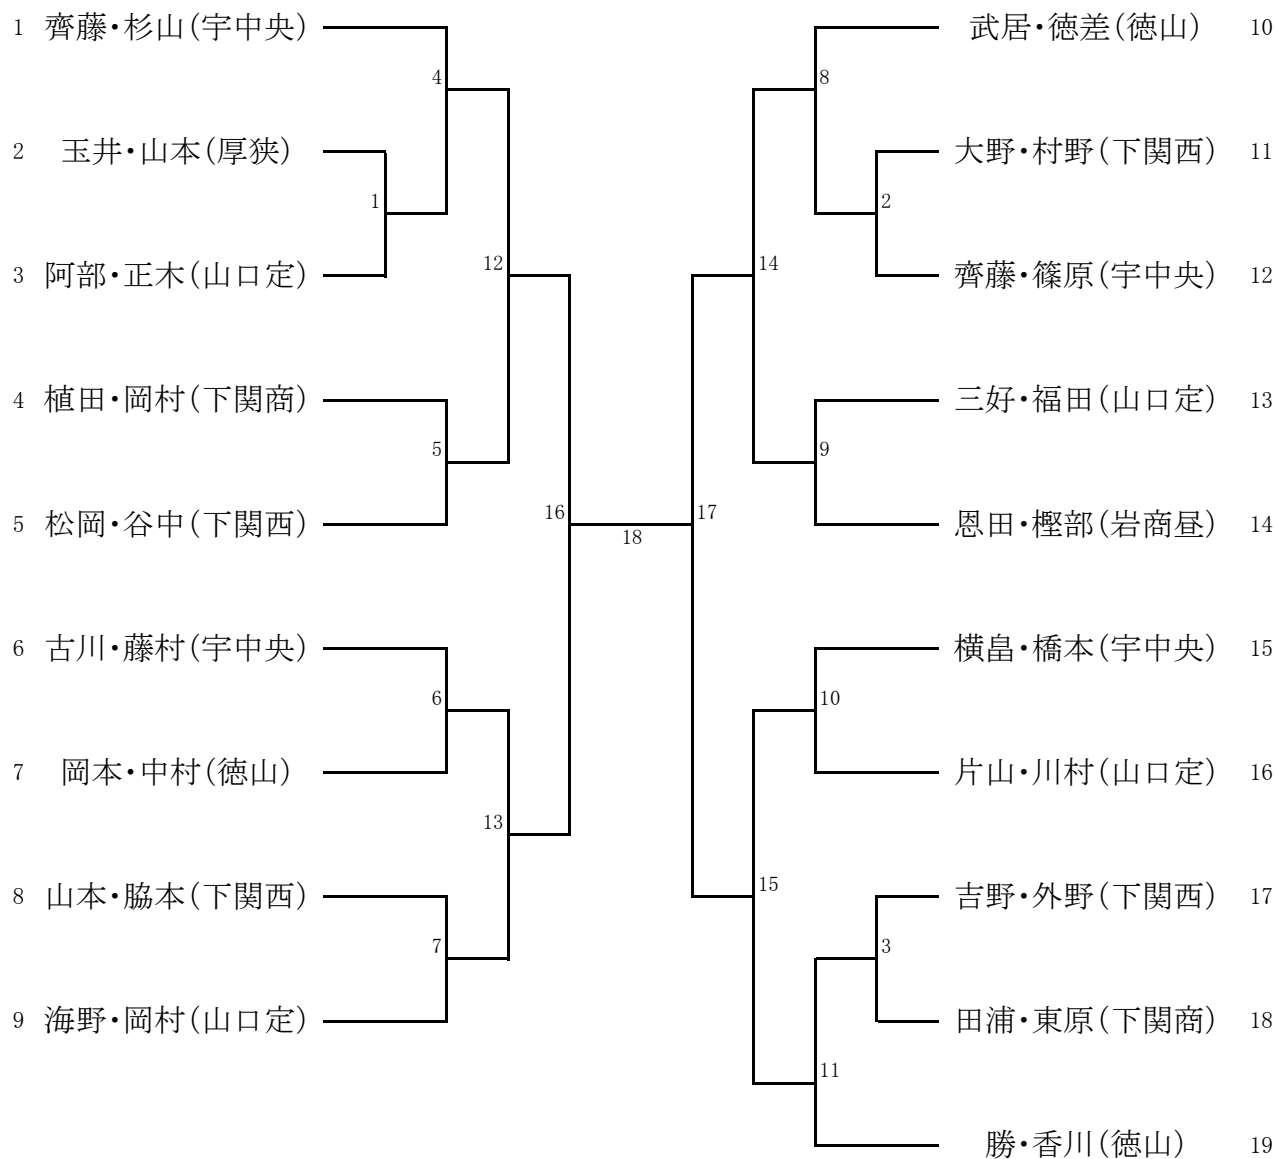 1 齊藤・杉山(宇中央)
2 玉井・山本(厚狭)
3 阿部・正木(山口定)
4 植田・岡村(下関商)
5 松岡・谷中(下関西)
6 古川・藤村(宇中央)
7 岡本・中村(徳山)
8 山本・脇本(下関西)
9 海野・岡村(山口定)
4
1
12
5
16
6
13
7
18
8
2
14
9
17
10
15
3
11
武居・徳差(徳山) 10
大野・村野(下関西) 11
齊藤・篠原(宇中央) 12
三好・福田(山口定) 13
恩田・樫部(岩商昼) 14
横畠・橋本(宇中央) 15
片山・川村(山口定) 16
吉野・外野(下関西) 17
田浦・東原(下関商) 18
勝・香川(徳山) 19